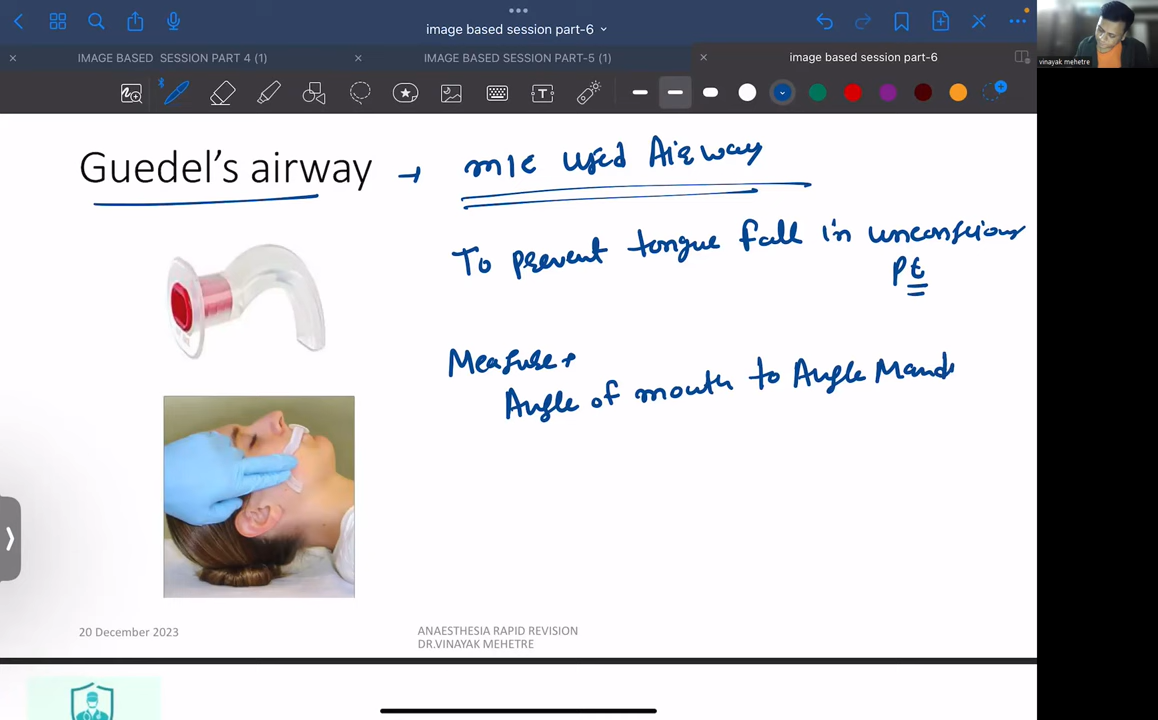 image based session part-6
IMAGE BASED SESSION PART 4 (1)
IMAGE BASED SESSION PART-5 (1)
image based session part-6
vinayak mehetre
Guedel's airway → m/c Used Airway
To prevent tongue fall in unconscious
pt
Measure →
Angle of mouth to Angle Mandi
20 December 2023
ANAESTHESIA RAPID REVISION
DR.VINAYAK MEHETRE